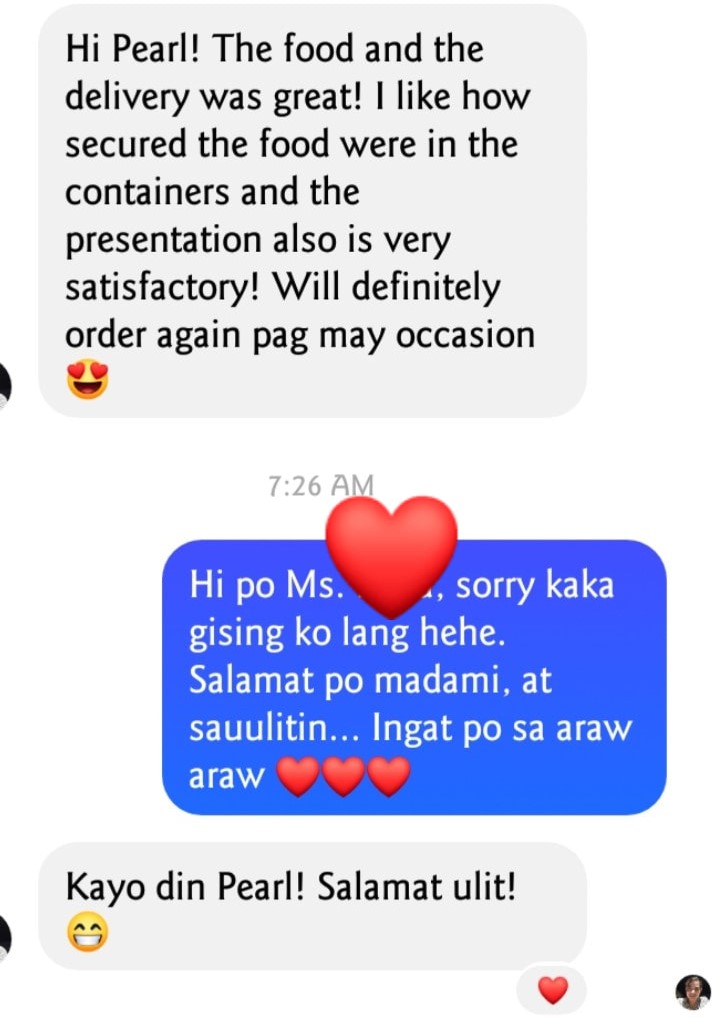 Hi Pearl! The food and the
delivery was great! I like how
secured the food were in the
containers and the
presentation also is very
satisfactory! Will definitely
order again pag may occasion
😍
7:26 AM
Hi po Ms. , sorry kaka
gising ko lang hehe.
Salamat po madami, at
sauulitin... Ingat po sa araw
araw ❤️❤️❤️
Kayo din Pearl! Salamat ulit!
😁